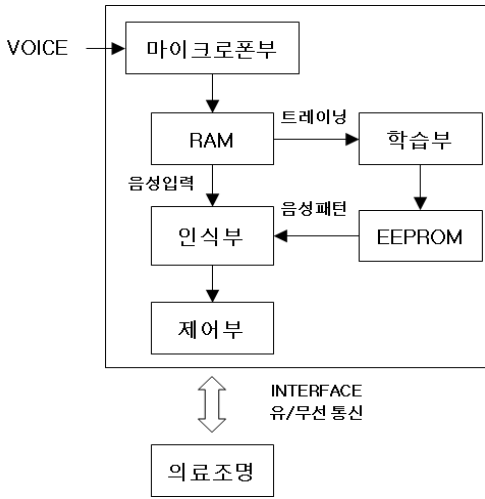 VOICE
마이크로폰부
트레이닝
RAM
학습부
음성입력
음성패턴
인식부
EEPROM
제어부
INTERFACE
유/무선 통신
의료조명